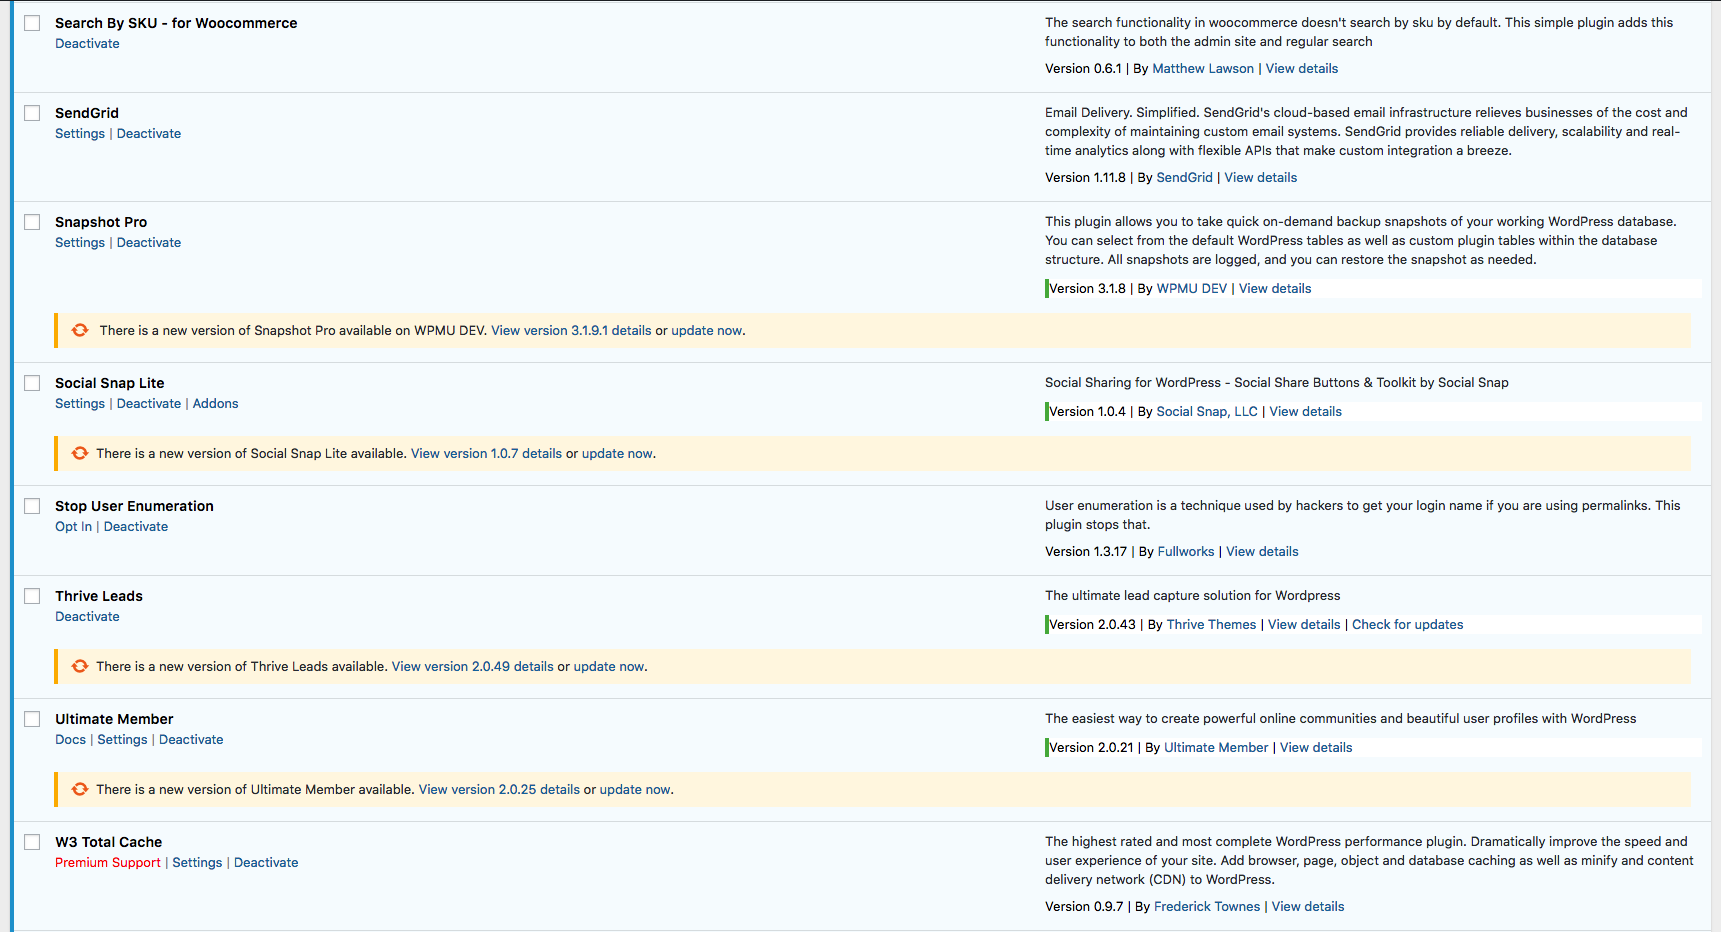 Search By SKU - for Woocommerce
Deactivate
The search functionality in woocommerce doesn't search by sku by default. This simple plugin adds this
functionality to both the admin site and regular search
Version 0.6.1 | By Matthew Lawson | View details
SendGrid
Settings | Deactivate
Email Delivery. Simplified. SendGrid's cloud-based email infrastructure relieves businesses of the cost and
complexity of maintaining custom email systems. SendGrid provides reliable delivery, scalability and real-
time analytics along with flexible APIs that make custom integration a breeze.
Version 1.11.8 | By SendGrid | View details
Snapshot Pro
Settings | Deactivate
This plugin allows you to take quick on-demand backup snapshots of your working WordPress database.
You can select from the default WordPress tables as well as custom plugin tables within the database
structure. All snapshots are logged, and you can restore the snapshot as needed.
Version 3.1.8 | By WPMU DEV | View details
There is a new version of Snapshot Pro available on WPMU DEV. View version 3.1.9.1 details or update now.
Social Snap Lite
Settings | Deactivate | Addons
Social Sharing for WordPress - Social Share Buttons & Toolkit by Social Snap
Version 1.0.4 | By Social Snap, LLC | View details
There is a new version of Social Snap Lite available. View version 1.0.7 details or update now.
Stop User Enumeration
Opt In | Deactivate
User enumeration is a technique used by hackers to get your login name if you are using permalinks. This
plugin stops that.
Version 1.3.17 | By Fullworks | View details
Thrive Leads
Deactivate
The ultimate lead capture solution for Wordpress
Version 2.0.43 | By Thrive Themes | View details | Check for updates
There is a new version of Thrive Leads available. View version 2.0.49 details or update now.
Ultimate Member
Docs | Settings | Deactivate
The easiest way to create powerful online communities and beautiful user profiles with WordPress
Version 2.0.21 | By Ultimate Member | View details
There is a new version of Ultimate Member available. View version 2.0.25 details or update now.
W3 Total Cache
Premium Support | Settings | Deactivate
The highest rated and most complete WordPress performance plugin. Dramatically improve the speed and
user experience of your site. Add browser, page, object and database caching as well as minify and content
delivery network (CDN) to WordPress.
Version 0.9.7 | By Frederick Townes | View details